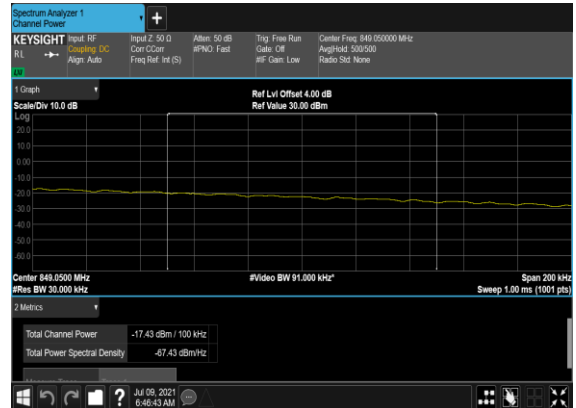 Spectrum Analyzer 1
Channel Power
KEYSIGHT Input: RF Input Z: 50 Ω Atten: 50 dB Trig: Free Run Center Freq: 849.050000 MHz
RL Coupling: DC Corr CCorr #PNO: Fast Gate: Off Avg|Hold: 500/500
Align: Auto Freq Ref: Int (S) #IF Gain: Low Radio Std: None
1 Graph
Ref Lvl Offset 4.00 dB
Scale/Div 10.0 dB Ref Value 30.00 dBm
Log
20.0
10.0
0.00
-10.0
-20.0
-30.0
-40.0
-50.0
-60.0
Center 849.0500 MHz #Video BW 91.000 kHz* Span 200 kHz
#Res BW 30.000 kHz Sweep 1.00 ms (1001 pts)
2 Metrics
Total Channel Power -17.43 dBm / 100 kHz
Total Power Spectral Density -67.43 dBm/Hz
Jul 09, 2021
6:46:43 AM